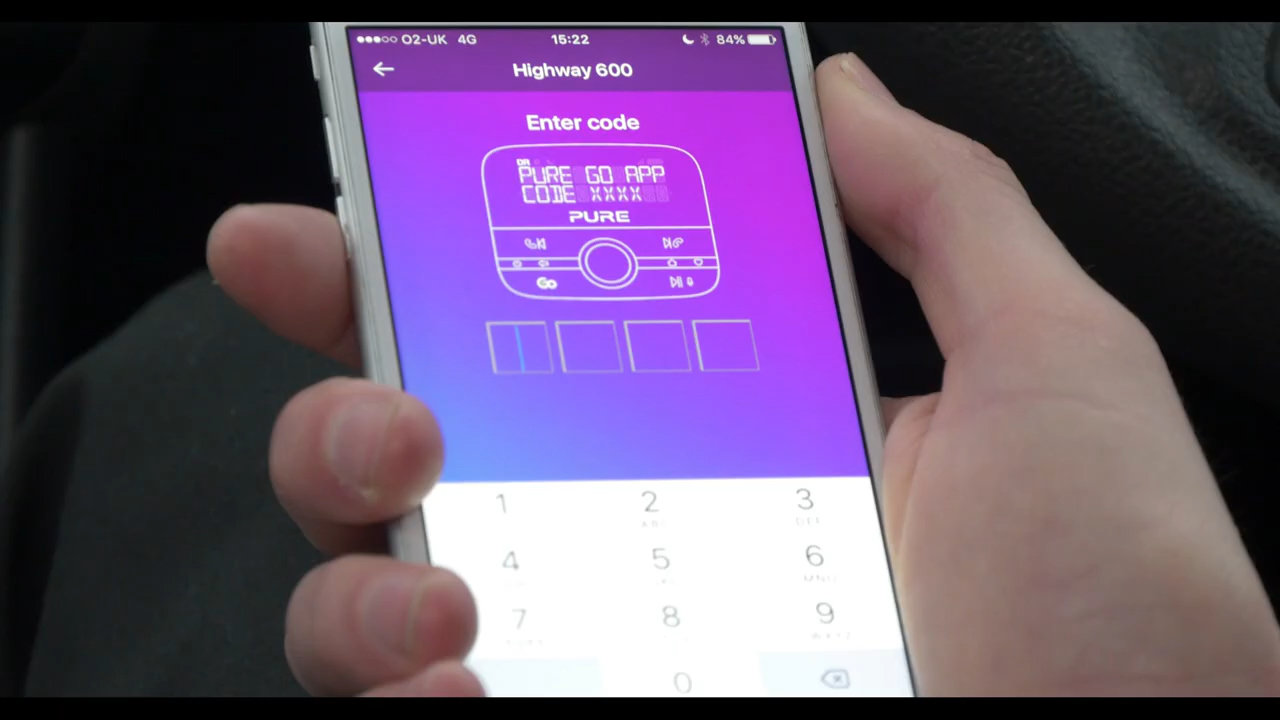 O2-UK 4G 15:22 84%
Highway 600
Enter code
PURE GO APP
CODE XXXX
PURE
Go
1 2 3
ABC DEF
4 5 6
MNO
7 8 9
WXYZ
0